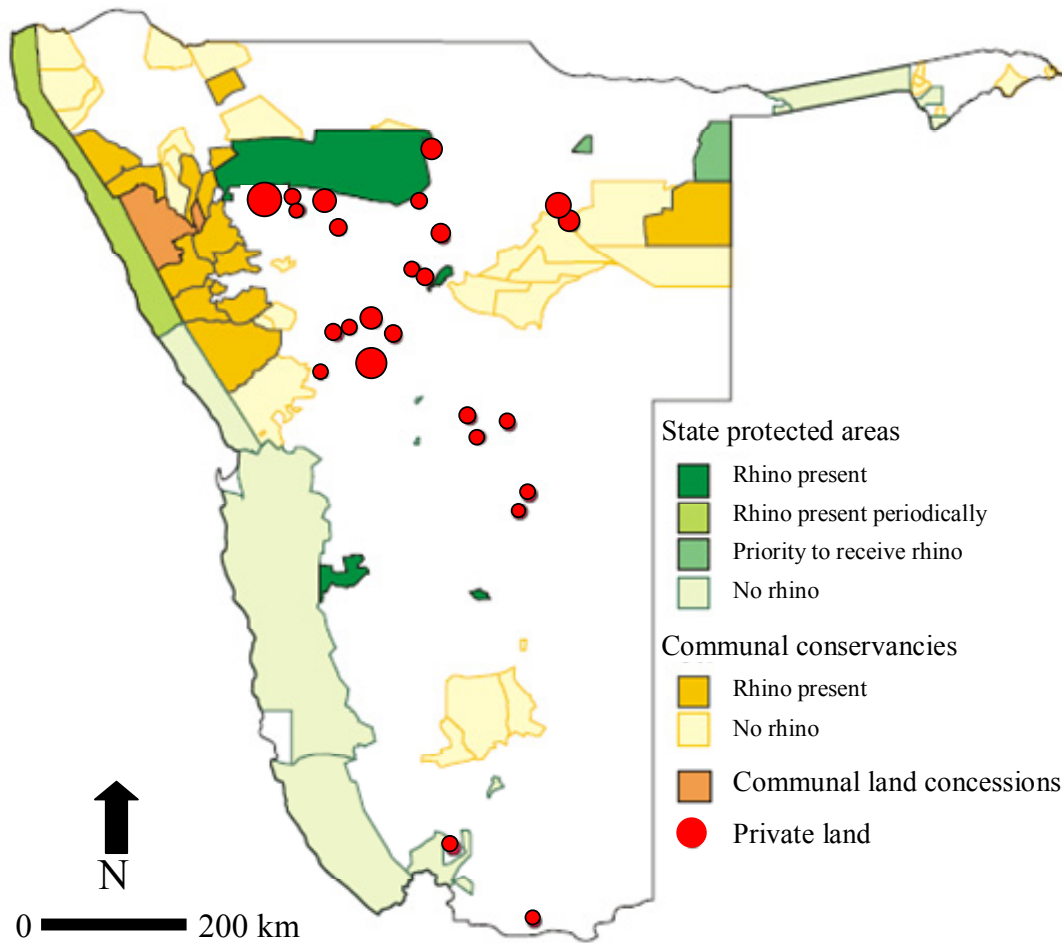 State protected areas
Rhino present
Rhino present periodically
Priority to receive rhino
No rhino
Communal conservancies
Rhino present
No rhino
Communal land concessions
Private land
N
0 200 km